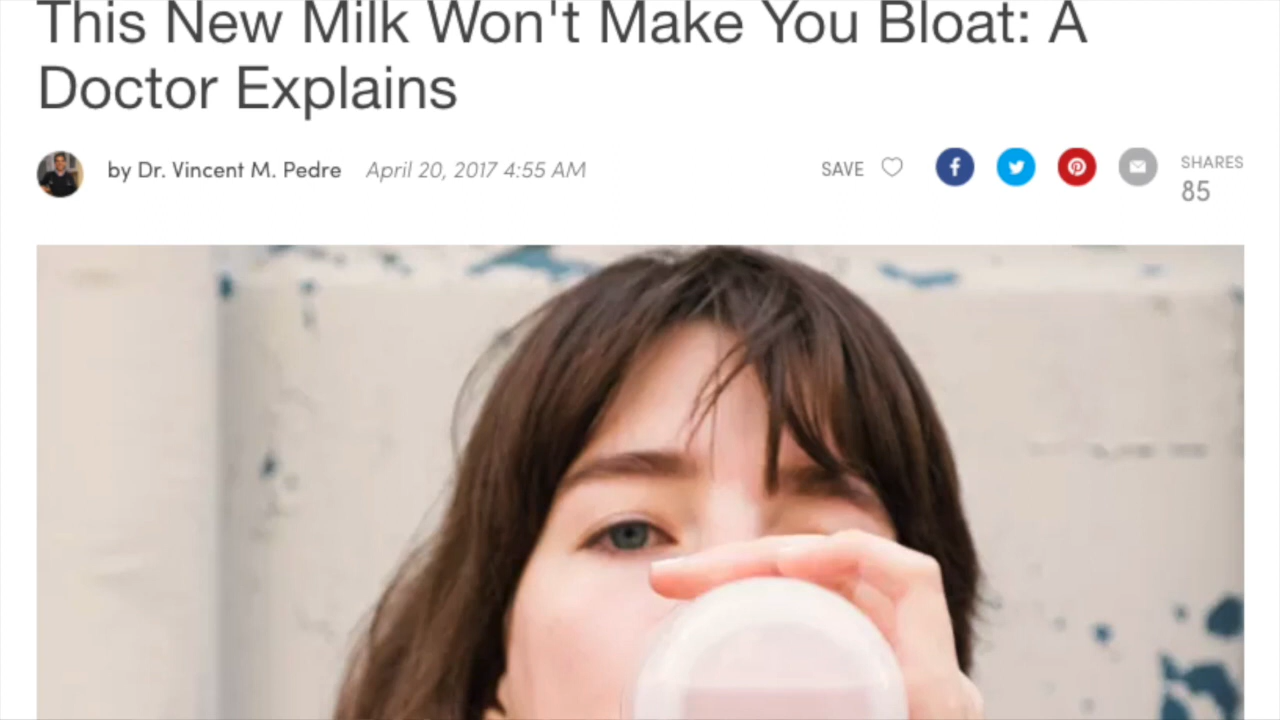 This New Milk Won't Make You Bloat: A
Doctor Explains
by Dr. Vincent M. Pedre April 20, 2017 4:55 AM
SAVE
SHARES
85